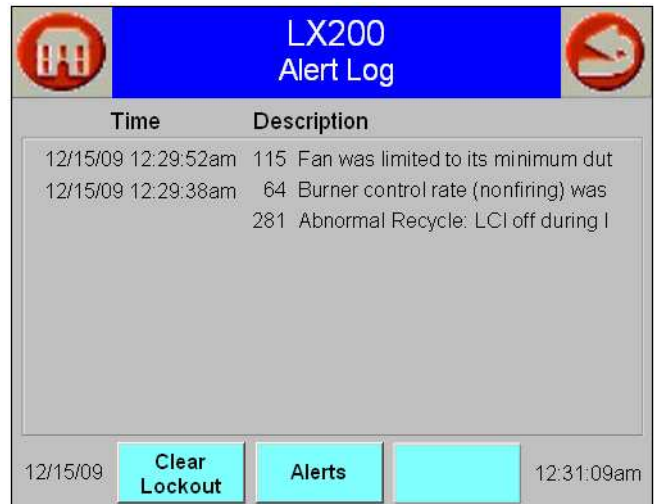 LX200
Alert Log
Time Description
12/15/09 12:29:52am 115 Fan was limited to its minimum dut
12/15/09 12:29:38am 64 Burner control rate (nonfiring) was
281 Abnormal Recycle: LCI off during I
12/15/09 Clear Lockout Alerts 12:31:09am